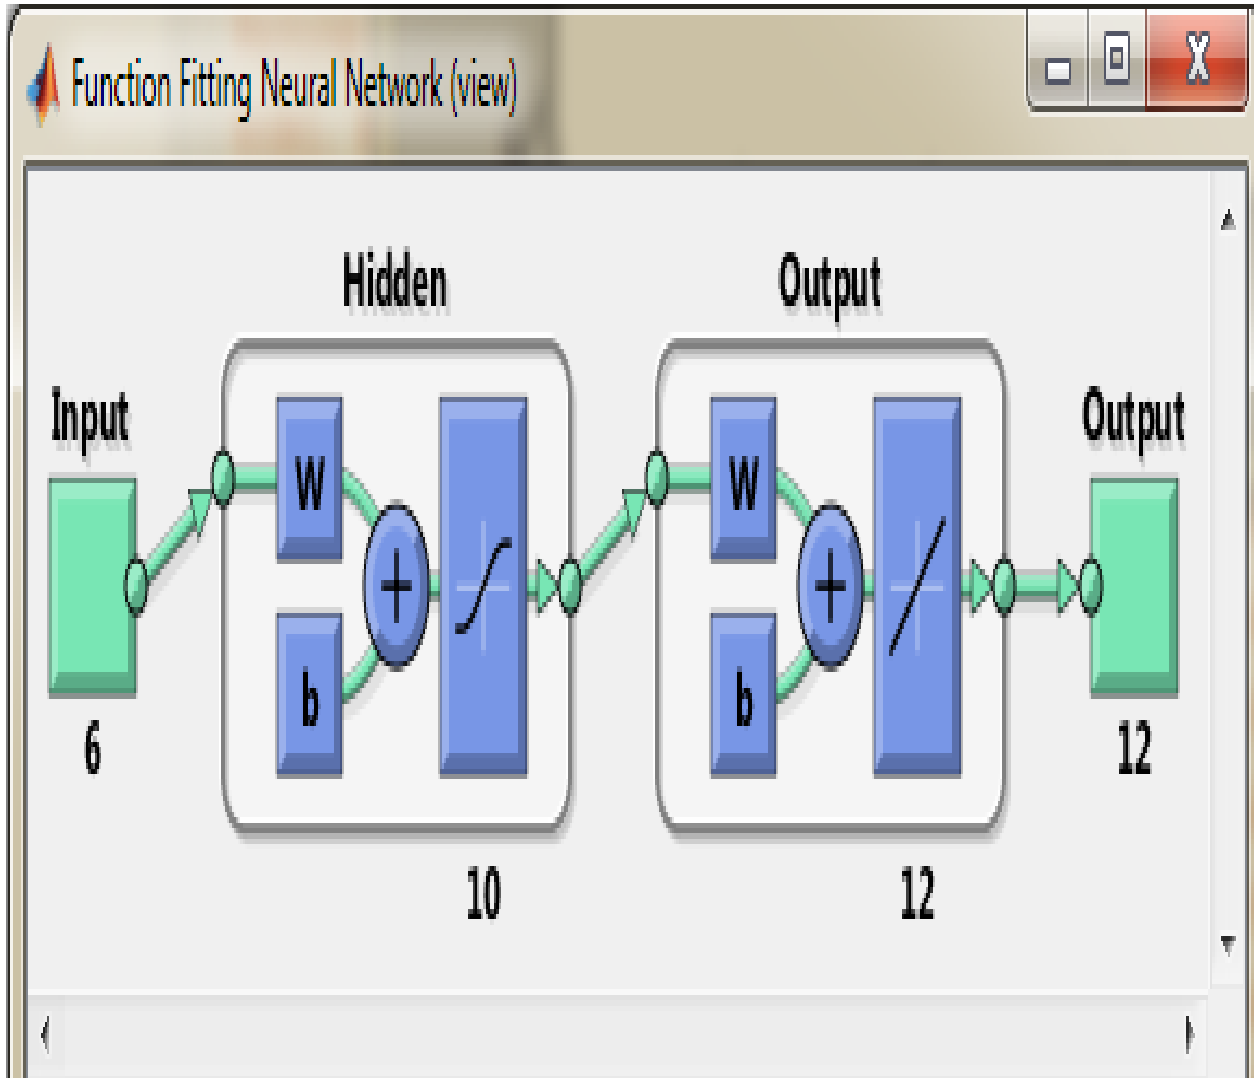 Function Fitting Neural Network (view)
Hidden
Output
Input
Output
W
W
+
+
b
b
6
12
10
12